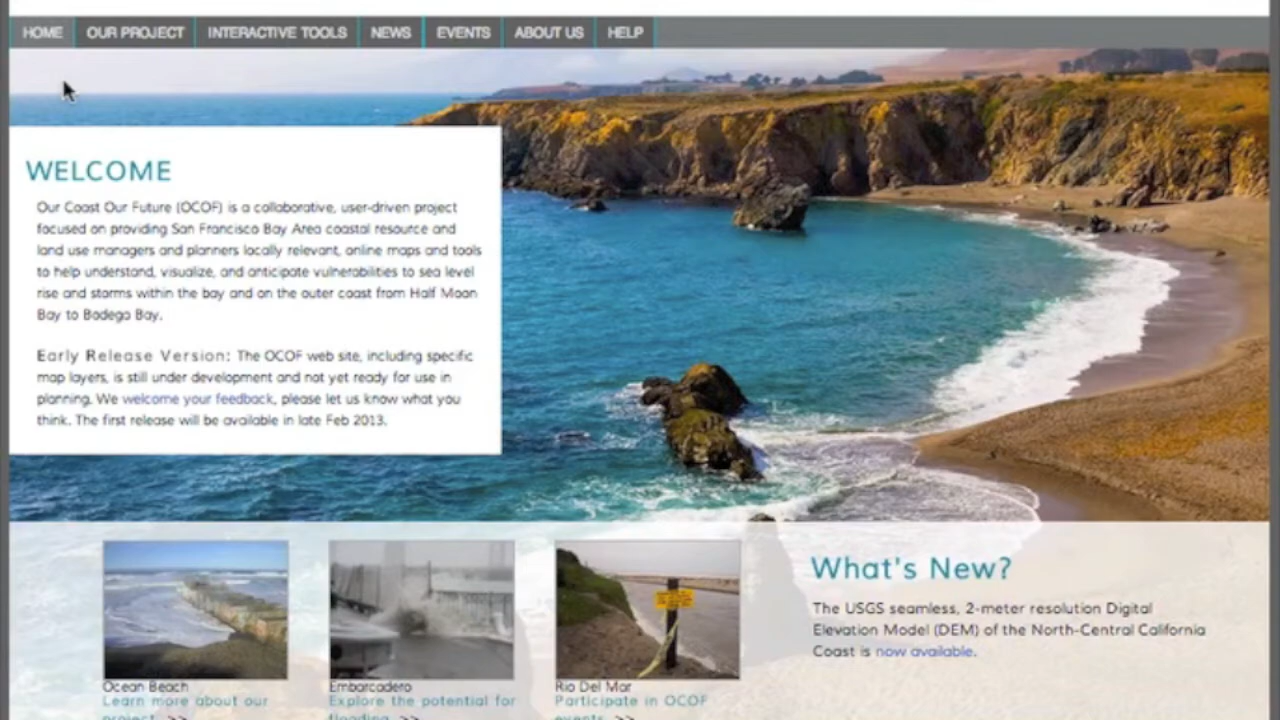 HOME OUR PROJECT INTERACTIVE TOOLS NEWS EVENTS ABOUT US HELP
WELCOME
Our Coast Our Future (OCOF) is a collaborative, user-driven project
focused on providing San Francisco Bay Area coastal resource and
land use managers and planners locally relevant, online maps and tools
to help understand, visualize, and anticipate vulnerabilities to sea level
rise and storms within the bay and on the outer coast from Half Moon
Bay to Bodega Bay.
Early Release Version: The OCOF web site, including specific
map layers, is still under development and not yet ready for use in
planning. We welcome your feedback, please let us know what you
think. The first release will be available in late Feb 2013.
Ocean Beach
Learn more about our
project >>
Embarcadero
Explore the potential for
flooding >>
Rio Del Mar
Participate in OCOF
events >>
What's New?
The USGS seamless, 2-meter resolution Digital
Elevation Model (DEM) of the North-Central California
Coast is now available.